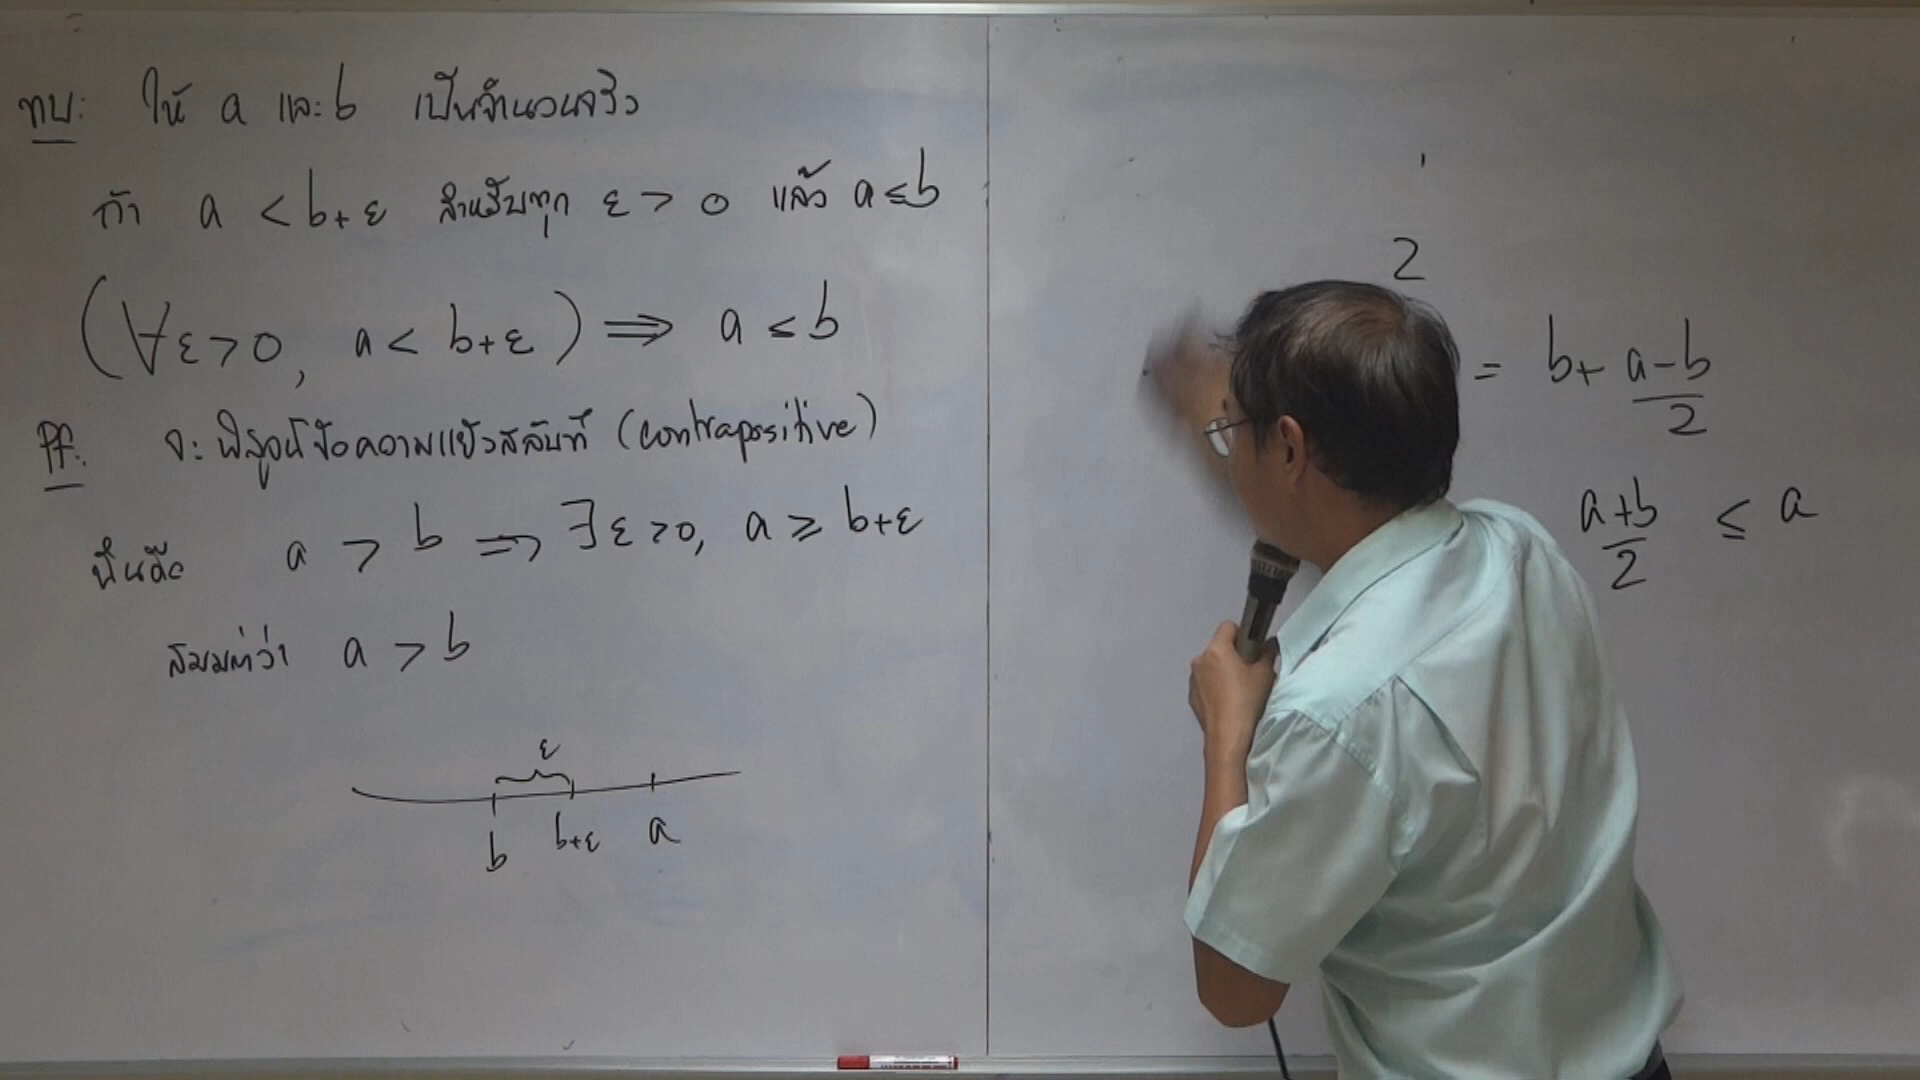 ทบ. ให้ a และ b เป็นจำนวนจริง
ถ้า a < b+ε สำหรับทุก ε > 0 แล้ว a ≤ b
(∀ε>0, a < b+ε) ⟹ a ≤ b
Pf. จะพิสูจน์ข้อความแย้งสลับที่ (contrapositive)
นั่นคือ a > b ⟹ ∃ε>0, a ≥ b+ε
สมมติว่า a > b
ε
b b+ε a
2
= b+ a-b
2
a+b ≤ a
2